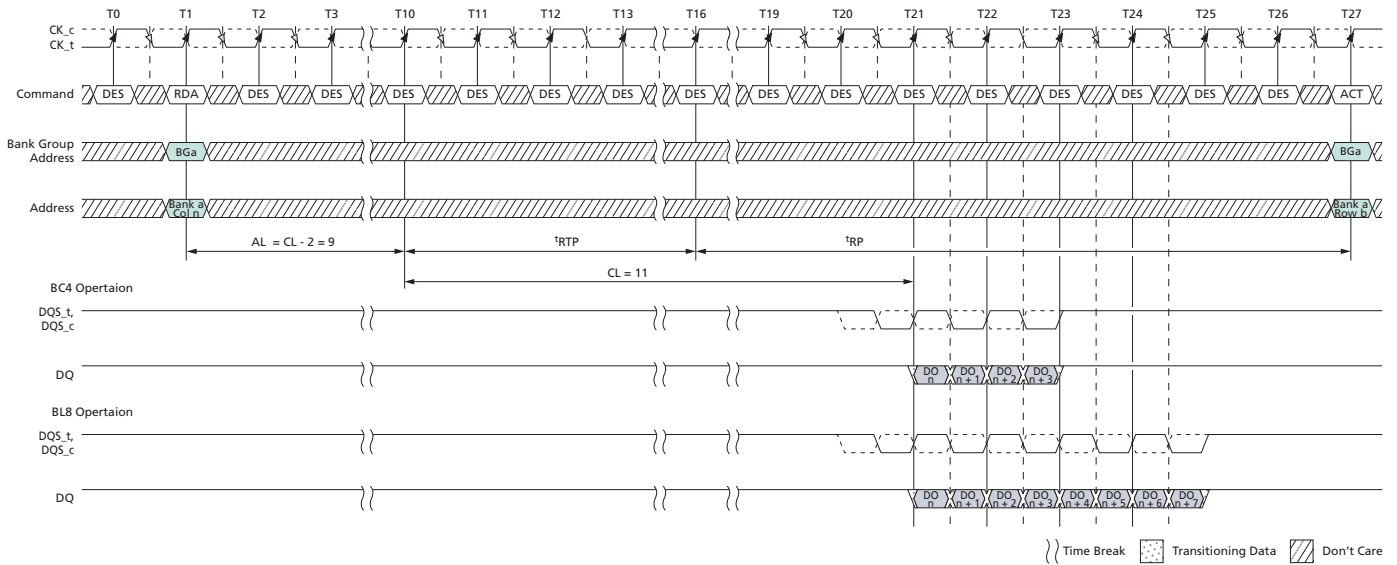 T0 T1 T2 T3 T10 T11 T12 T13 T16 T19 T20 T21 T22 T23 T24 T25 T26 T27
CK_c
CK_t
Command DES RDA DES DES DES DES DES DES DES DES DES DES DES DES DES DES DES ACT
Bank Group
Address BGa BGa
Address Bank a
Col n Bank a
Row b
AL = CL - 2 = 9 tRTP tRP
CL = 11
BC4 Opertaion
DQS_t,
DQS_c
DQ DO
n DO
n + 1 DO
n + 2 DO
n + 3
BL8 Opertaion
DQS_t,
DQS_c
DQ DO
n DO
n + 1 DO
n + 2 DO
n + 3 DO
n + 4 DO
n + 5 DO
n + 6 DO
n + 7
Time Break Transitioning Data Don't Care